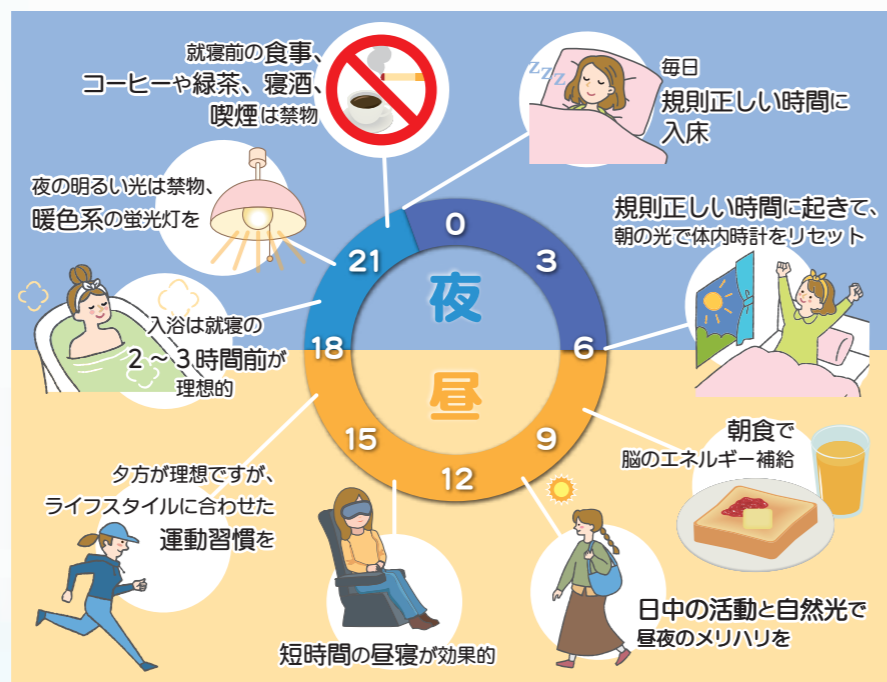 就寝前の食事、
コーヒーや緑茶、寝酒、
喫煙は禁物
zzz
毎日
規則正しい時間に
入床
夜の明るい光は禁物、
暖色系の蛍光灯を
規則正しい時間に起きて、
朝の光で体内時計をリセット
入浴は就寝の
2～3時間前が
理想的
0
3
6
9
12
15
18
21
夜
昼
朝食で
脳のエネルギー補給
夕方が理想ですが、
ライフスタイルに合わせた
運動習慣を
短時間の昼寝が効果的
日中の活動と自然光で
昼夜のメリハリを